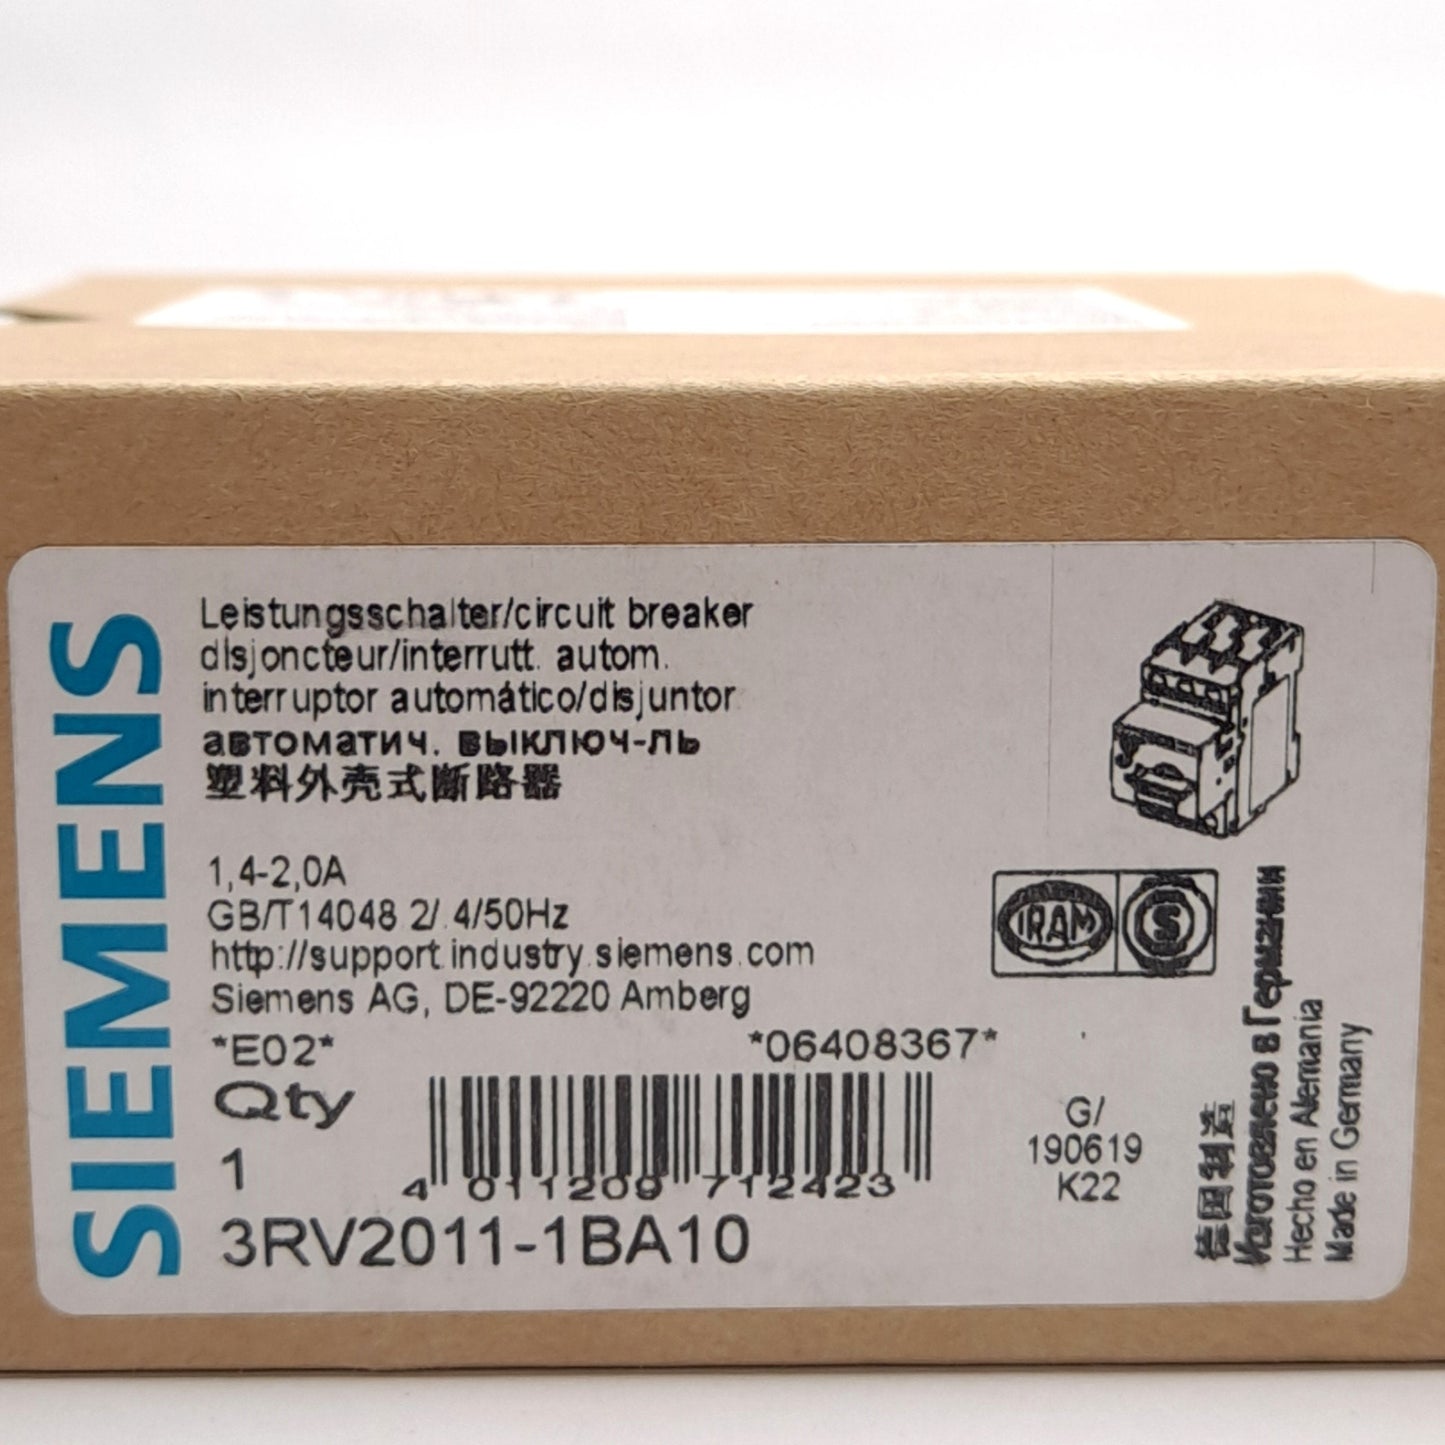 SIEMENS
Leistungsschalter/circuit breaker
disjoncteur/interrutt. autom.
interruptor automático/disjuntor
автоматич. выключ-ль
塑料外壳式断路器
1,4-2,0A
GB/T14048 2/.4/50Hz
http://support.industry.siemens.com
Siemens AG, DE-92220 Amberg
*E02* *06408367*
Qty
1
4 011209 712423
3RV2011-1BA10
IRAM S
G/
190619
K22
德国制造
Изготовлено в Германии
Hecho en Alemania
Made in Germany